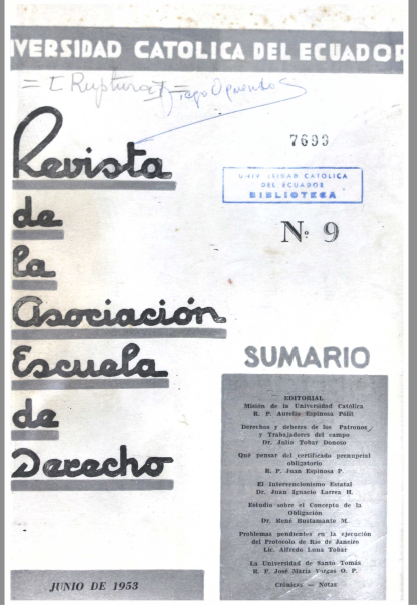 IVERSIDAD CATOLICA DEL ECUADOR
= [Ruptura] =
7693
UNIVERSIDAD CATOLICA
DEL ECUADOR
BIBLIOTECA
Nº 9
Revista
de
la
Asociación
Escuela
de
Derecho
SUMARIO
EDITORIAL
Misión de la Universidad Católica
R. P. Aurelio Espinosa Pólit
Derechos y deberes de los Patronos
y Trabajadores del campo
Dr. Julio Tobar Donoso
Qué pensar del certificado prenupcial
obligatorio
R. P. Juan Espinosa P.
El Intervencionismo Estatal
Dr. Juan Ignacio Larrea H.
Estudio sobre el Concepto de la
Obligación
Dr. René Bustamante M.
Problemas pendientes en la ejecución
del Protocolo de Río de Janeiro
Lic. Alfredo Luna Tobar
La Universidad de Santo Tomás
R. P. José María Vargas O. P.
Crónicas — Notas
JUNIO DE 1953